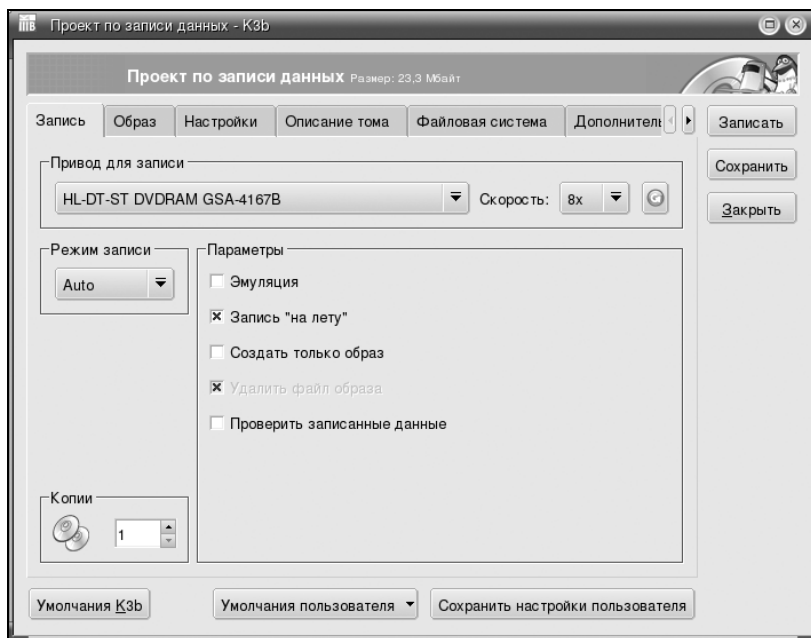 Проект по записи данных - K3b
Проект по записи данных Размер: 23,3 Мбайт
Запись Образ Настройки Описание тома Файловая система Дополнител
Записать
Сохранить
Закрыть
Привод для записи
HL-DT-ST DVDRAM GSA-4167B Скорость: 8x
Режим записи
Auto
Параметры
Эмуляция
Запись "на лету"
Создать только образ
Удалить файл образа
Проверить записанные данные
Копии
1
Умолчания K3b Умолчания пользователя Сохранить настройки пользователя